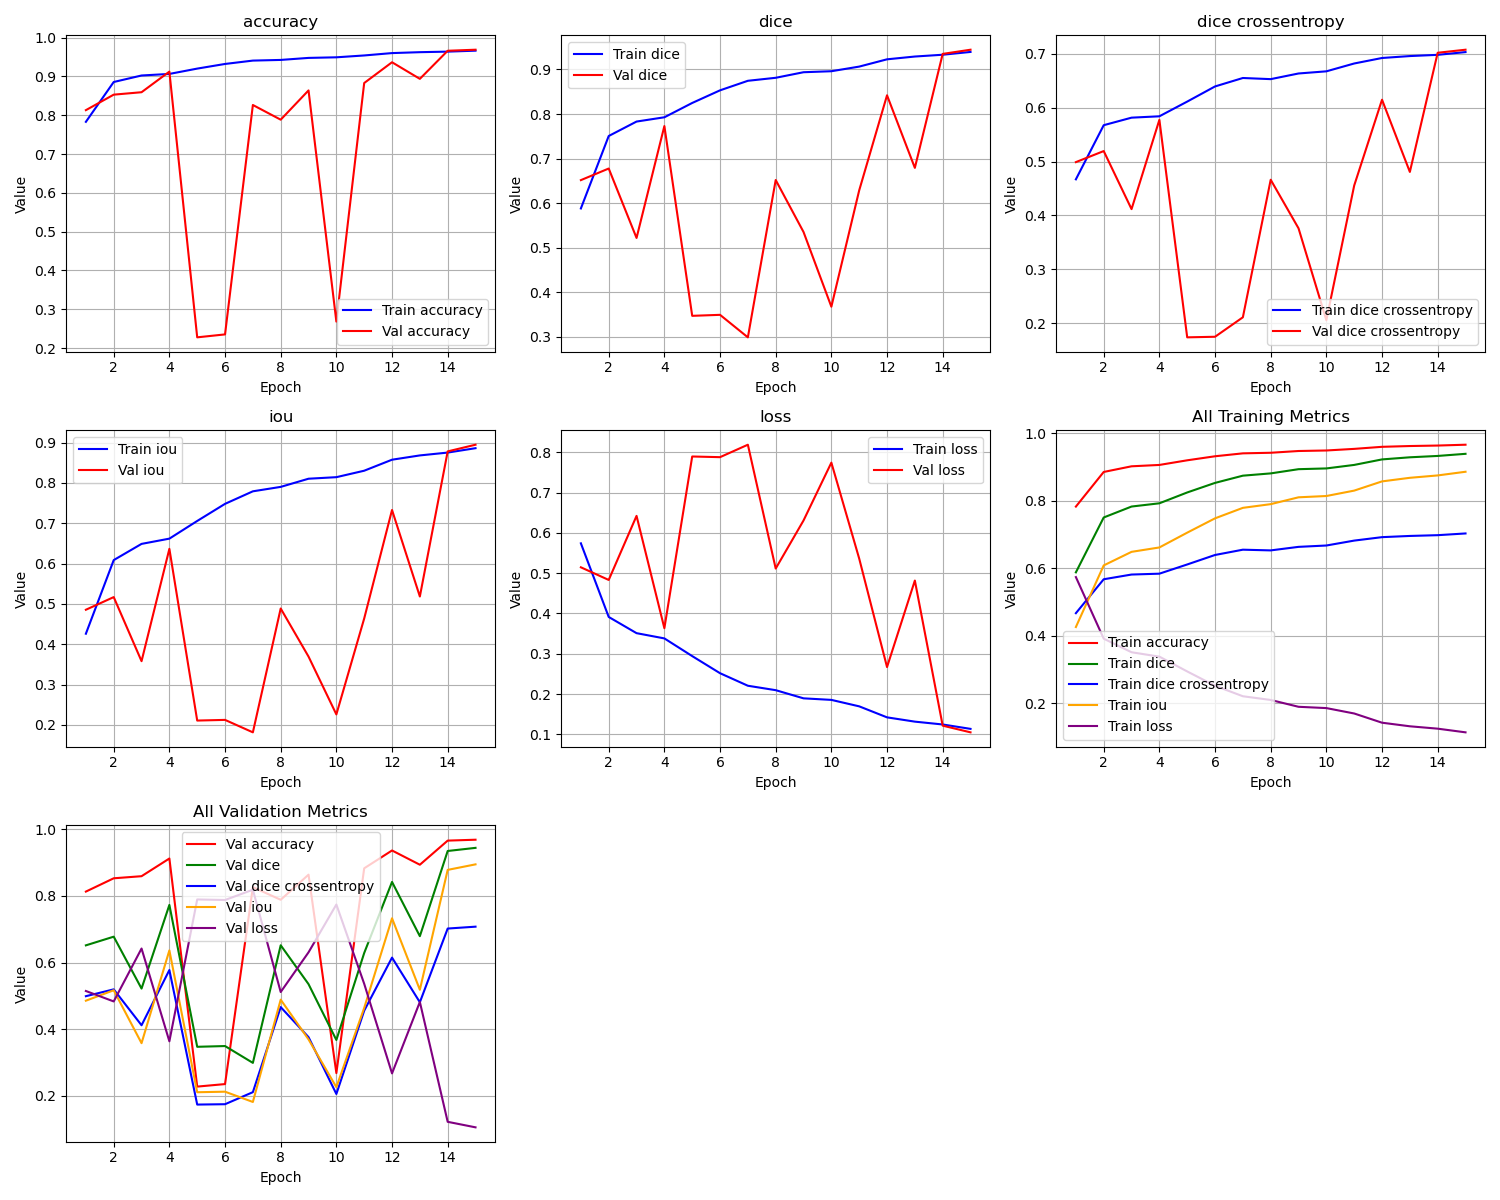 accuracy
1.0
0.9
0.8
0.7
0.6
0.5
0.4
0.3
0.2
Value
Train accuracy
Val accuracy
2 4 6 8 10 12 14
Epoch
dice
0.9
0.8
0.7
0.6
0.5
0.4
0.3
Value
Train dice
Val dice
2 4 6 8 10 12 14
Epoch
dice crossentropy
0.7
0.6
0.5
0.4
0.3
0.2
Value
Train dice crossentropy
Val dice crossentropy
2 4 6 8 10 12 14
Epoch
iou
0.9
0.8
0.7
0.6
0.5
0.4
0.3
0.2
Value
Train iou
Val iou
2 4 6 8 10 12 14
Epoch
loss
0.8
0.7
0.6
0.5
0.4
0.3
0.2
0.1
Value
Train loss
Val loss
2 4 6 8 10 12 14
Epoch
All Training Metrics
1.0
0.8
0.6
0.4
0.2
Value
Train accuracy
Train dice
Train dice crossentropy
Train iou
Train loss
2 4 6 8 10 12 14
Epoch
All Validation Metrics
1.0
0.8
0.6
0.4
0.2
Value
Val accuracy
Val dice
Val dice crossentropy
Val iou
Val loss
2 4 6 8 10 12 14
Epoch